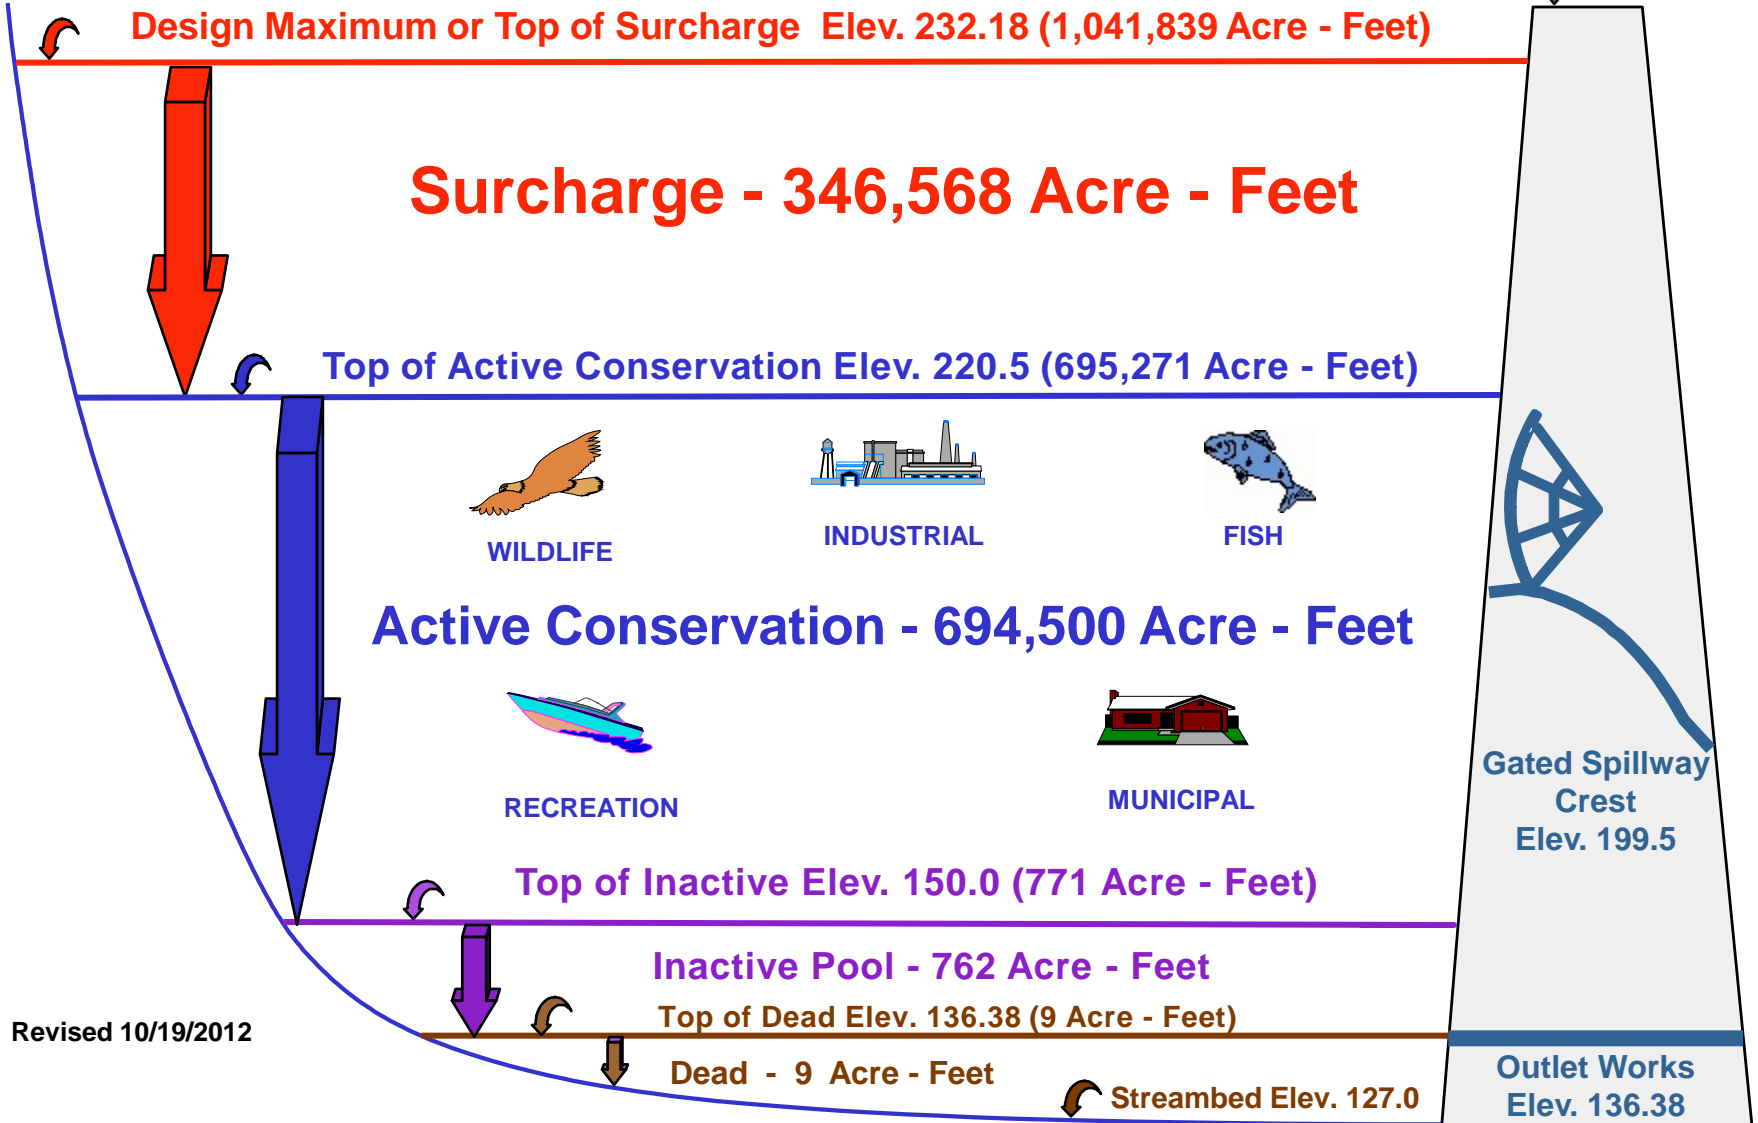 Design Maximum or Top of Surcharge Elev. 232.18 (1,041,839 Acre - Feet)
Surcharge - 346,568 Acre - Feet
Top of Active Conservation Elev. 220.5 (695,271 Acre - Feet)
WILDLIFE
INDUSTRIAL
FISH
Active Conservation - 694,500 Acre - Feet
RECREATION
MUNICIPAL
Gated Spillway
Crest
Elev. 199.5
Top of Inactive Elev. 150.0 (771 Acre - Feet)
Inactive Pool - 762 Acre - Feet
Top of Dead Elev. 136.38 (9 Acre - Feet)
Revised 10/19/2012
Dead - 9 Acre - Feet
Streambed Elev. 127.0
Outlet Works
Elev. 136.38